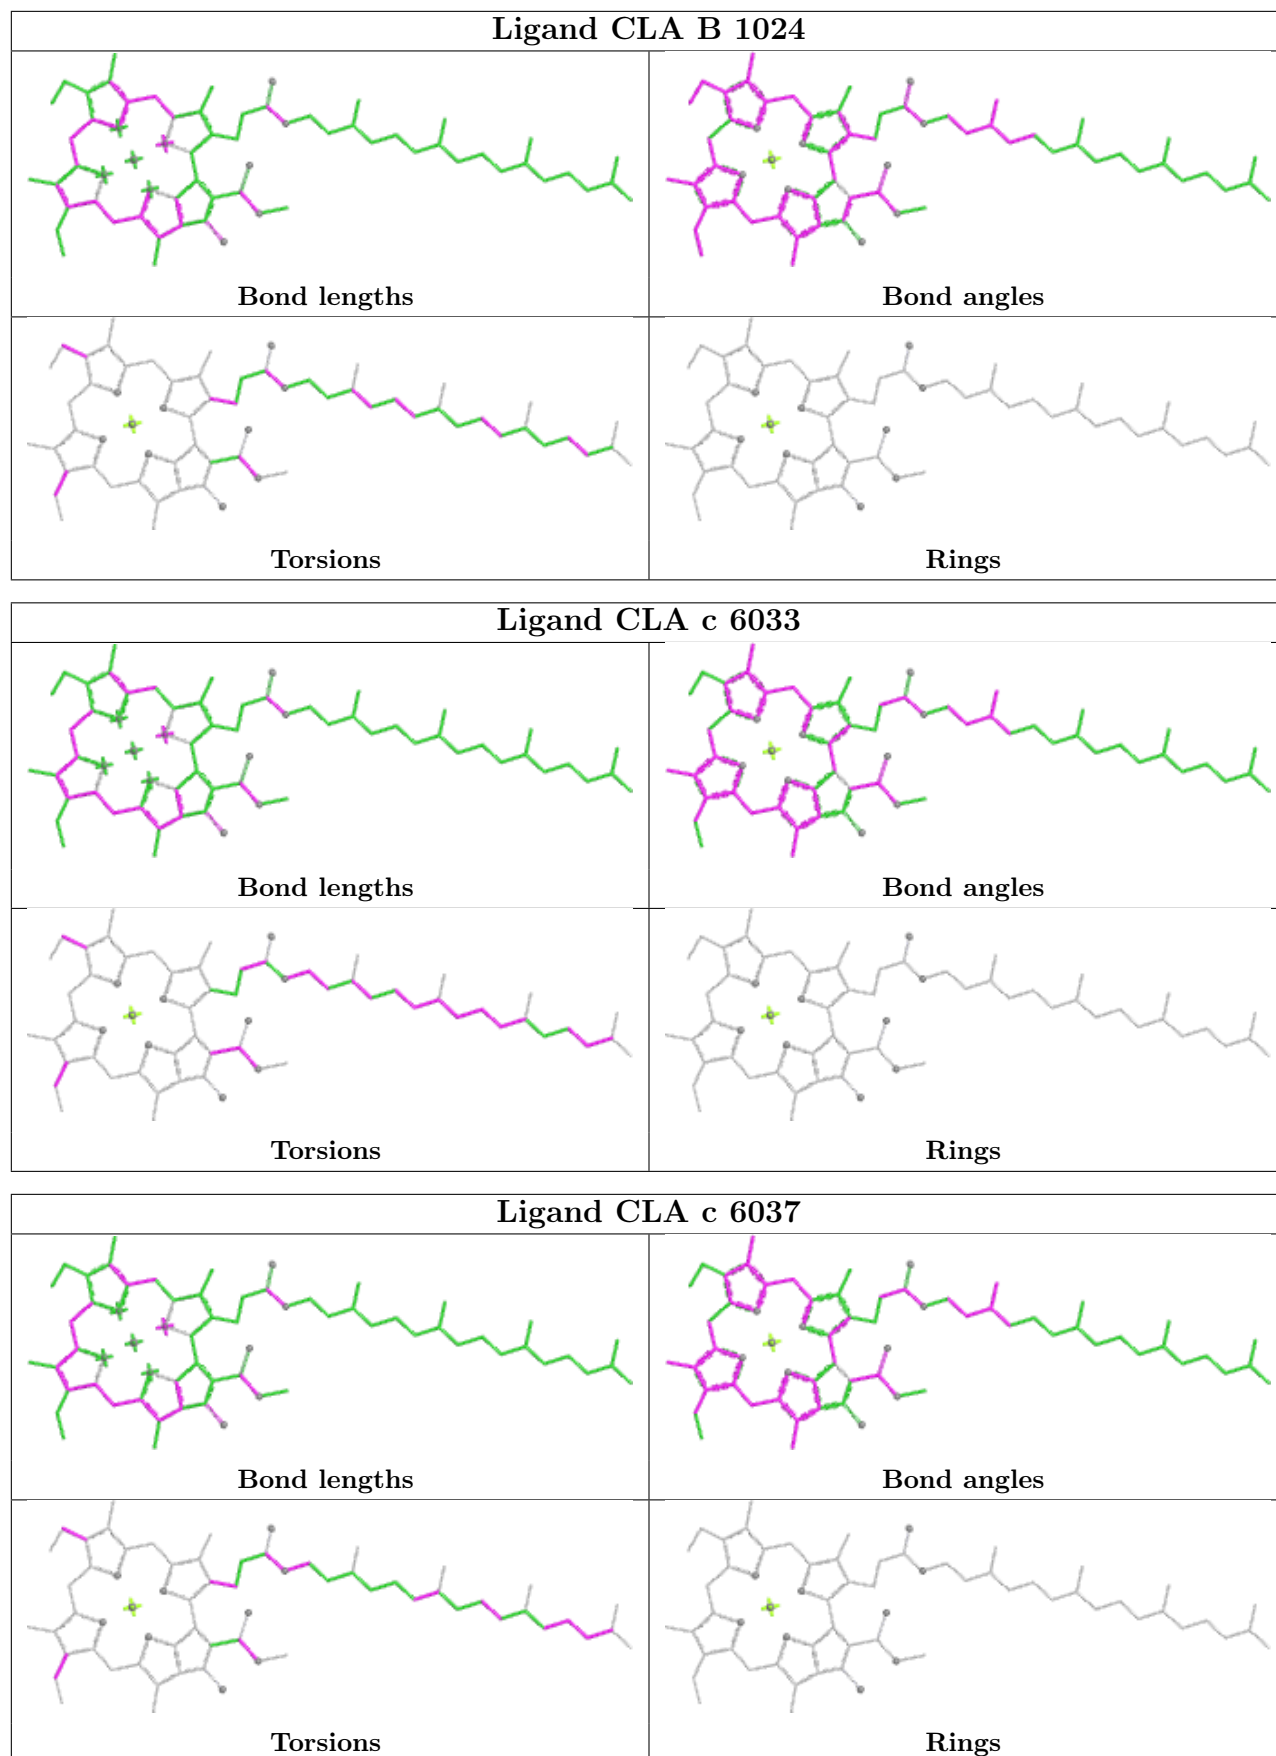 Ligand CLA B 1024
Bond lengths
Bond angles
Torsions
Rings
Ligand CLA c 6033
Bond lengths
Bond angles
Torsions
Rings
Ligand CLA c 6037
Bond lengths
Bond angles
Torsions
Rings